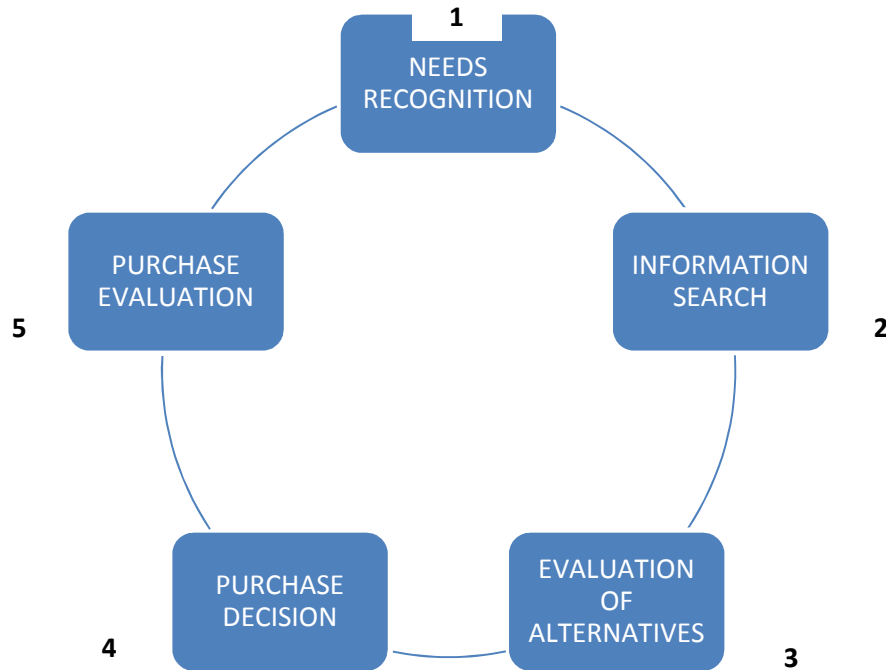 1
NEEDS
RECOGNITION
2
INFORMATION
SEARCH
3
EVALUATION
OF
ALTERNATIVES
4
PURCHASE
DECISION
5
PURCHASE
EVALUATION